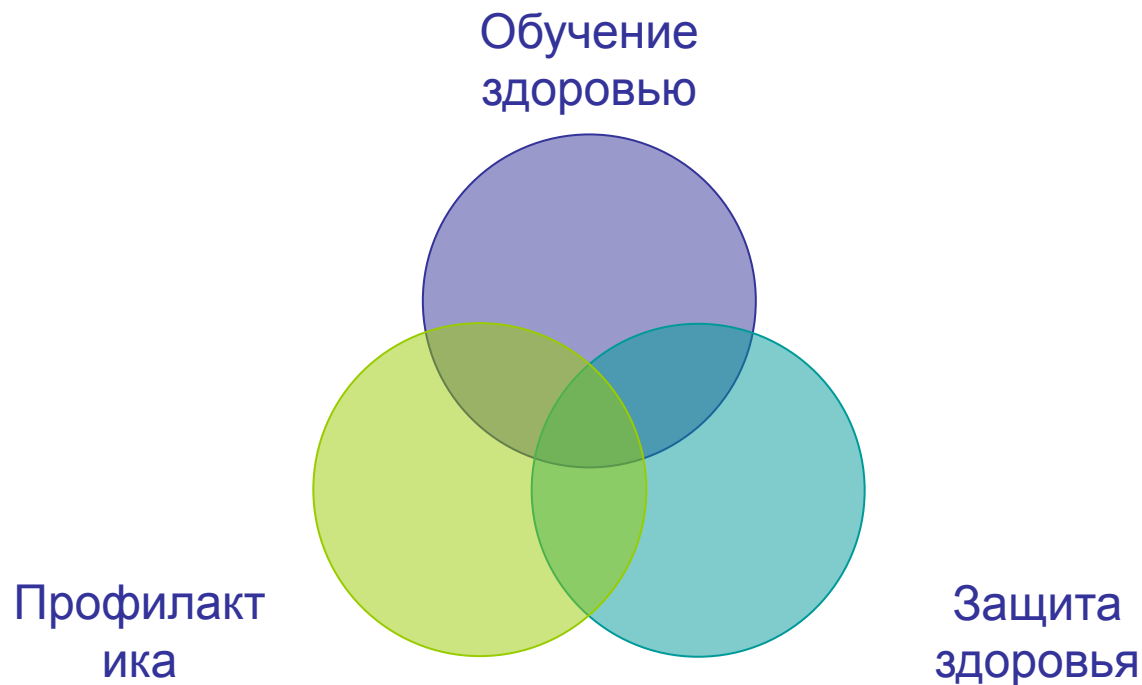 Обучение
здоровью
Профилакт
ика
Защита
здоровья